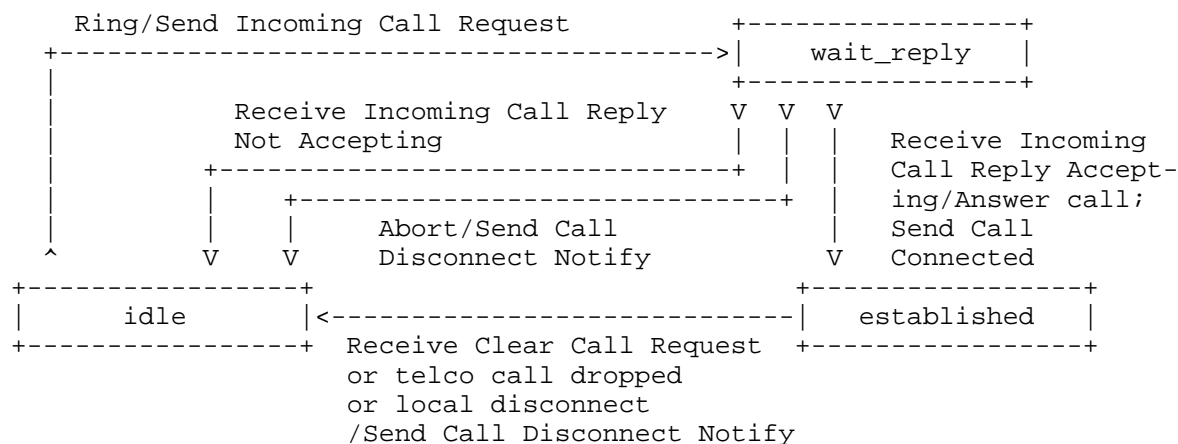 Ring/Send Incoming Call Request
wait_reply
Receive Incoming Call Reply
Not Accepting
Receive Incoming
Call Reply Accept-
ing/Answer call;
Send Call
Connected
Abort/Send Call
Disconnect Notify
V V V
^ V V V
idle
established
Receive Clear Call Request
or telco call dropped
or local disconnect
/Send Call Disconnect Notify